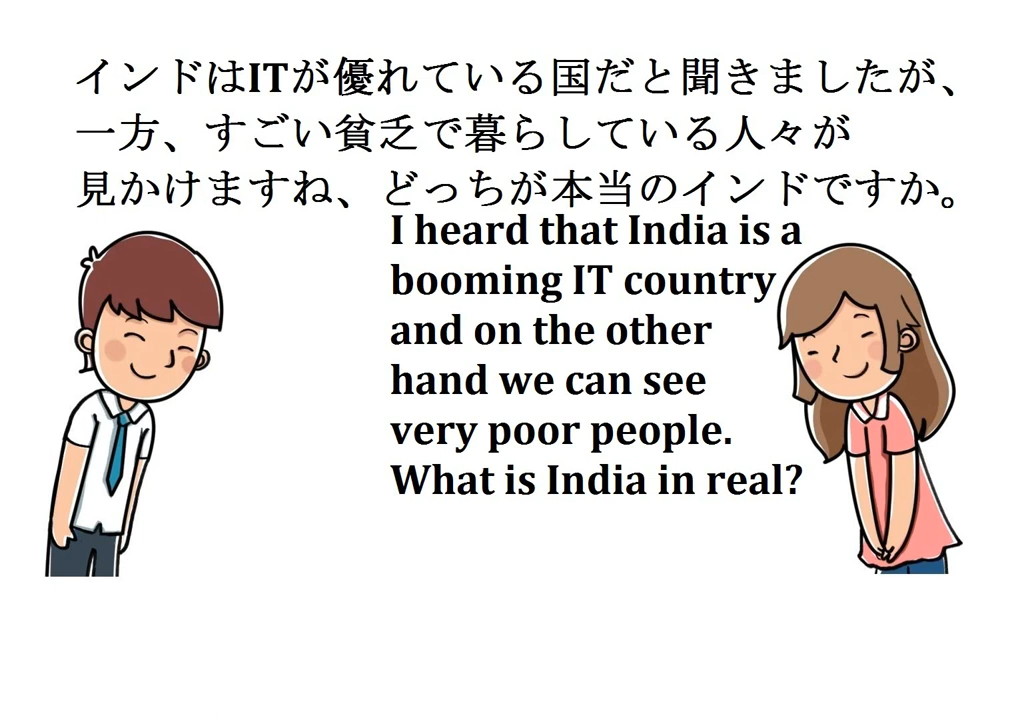 インドはITが優れている国だと聞きましたが、
一方、すごい貧乏で暮らしている人々が
見かけますね、どっちが本当のインドですか。
I heard that India is a
booming IT country
and on the other
hand we can see
very poor people.
What is India in real?